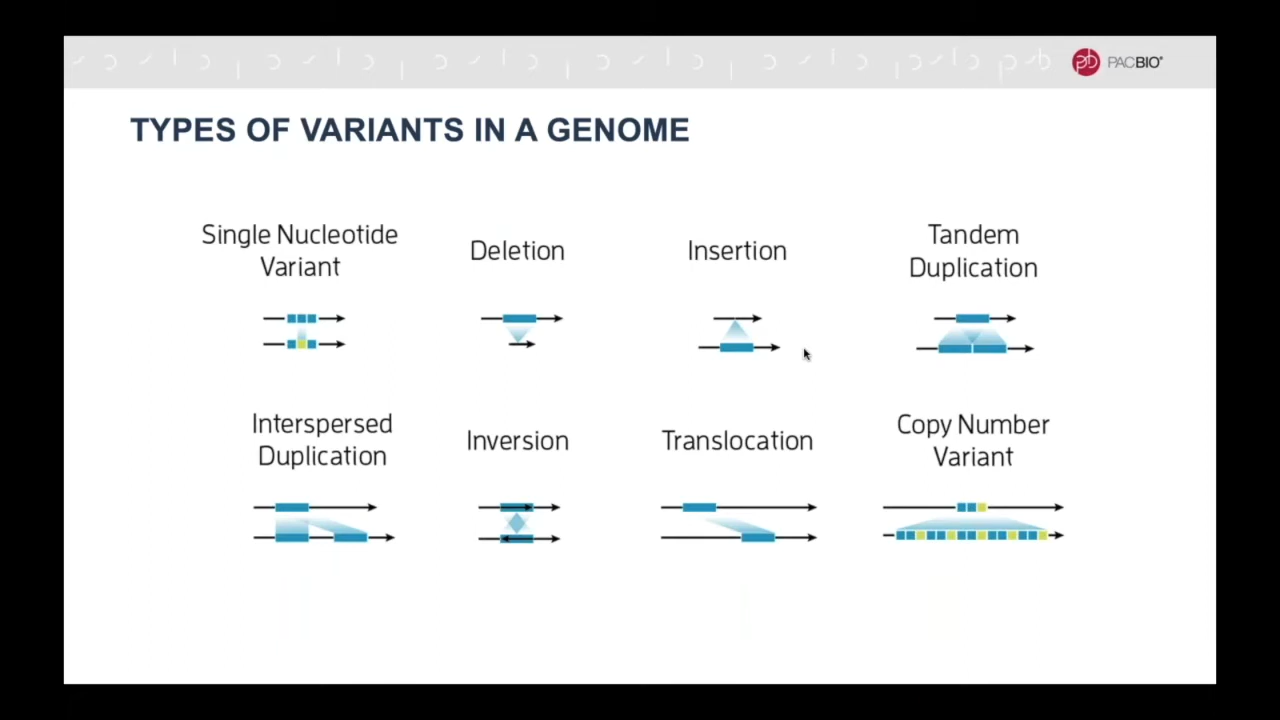 PACBIO®
TYPES OF VARIANTS IN A GENOME
Single Nucleotide
Variant
Deletion
Insertion
Tandem
Duplication
Interspersed
Duplication
Inversion
Translocation
Copy Number
Variant